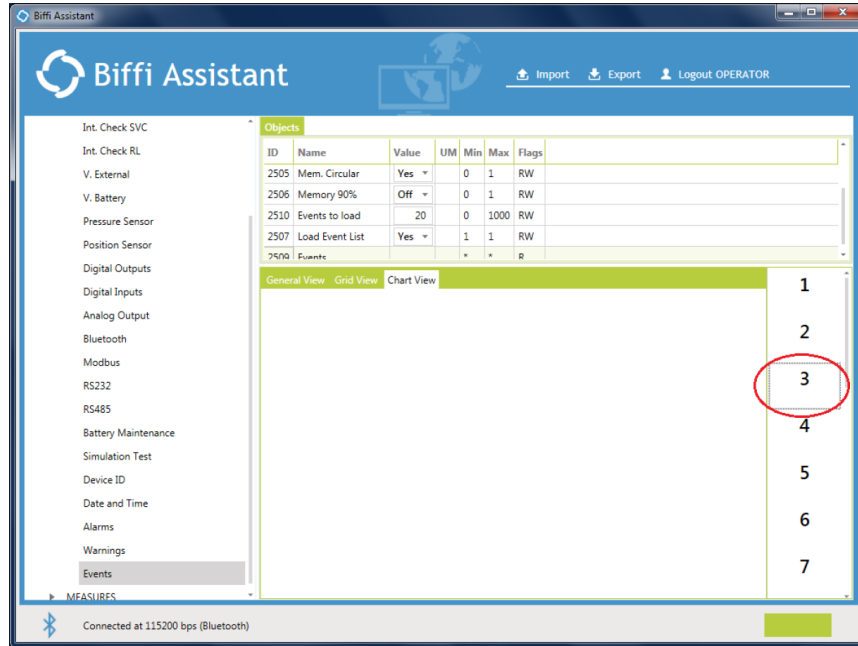 Biffi Assistant
Biffi Assistant
Import Export Logout OPERATOR
Int. Check SVC
Int. Check RL
V. External
V. Battery
Pressure Sensor
Position Sensor
Digital Outputs
Digital Inputs
Analog Output
Bluetooth
Modbus
RS232
RS485
Battery Maintenance
Simulation Test
Device ID
Date and Time
Alarms
Warnings
Events
MEASURES
Objects
ID Name Value UM Min Max Flags
2505 Mem. Circular Yes 0 1 RW
2506 Memory 90% Off 0 1 RW
2510 Events to load 20 0 1000 RW
2507 Load Event List Yes 1 1 RW
2509 Events * * R
General View Grid View Chart View
1
2
3
4
5
6
7
Connected at 115200 bps (Bluetooth)